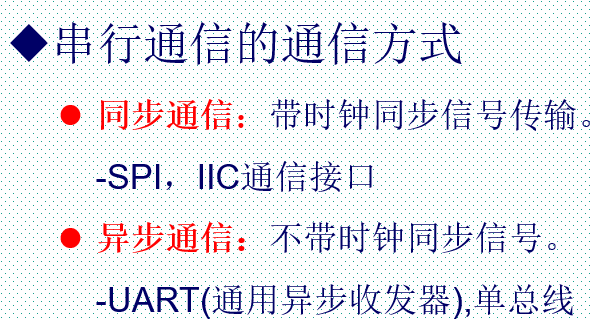 ◆串行通信的通信方式
● 同步通信：带时钟同步信号传输。
-SPI，IIC通信接口
● 异步通信：不带时钟同步信号。
-UART(通用异步收发器),单总线